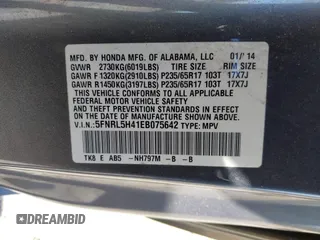 MFD. BY HONDA MFG. OF ALABAMA, LLC 01/'14
GVWR 2730KG(6019LBS) TIRE SIZE RIM SIZE
GAWR F 1320KG(2910LBS) P235/65R17 103T 17X7J
GAWR R 1450KG(3197LBS) P235/65R17 103T 17X7J
THIS VEHICLE CONFORMS TO ALL APPLICABLE
FEDERAL MOTOR VEHICLE SAFETY AND
THEFT PREVENTION STANDARDS IN EFFECT ON
THE DATE OF MANUFACTURE SHOWN ABOVE.
V.I.N.: 5FNRL5H41EB075642 TYPE: MPV
TK8 E AB5 -NH797M -B -B
AUTOBIDMASTER